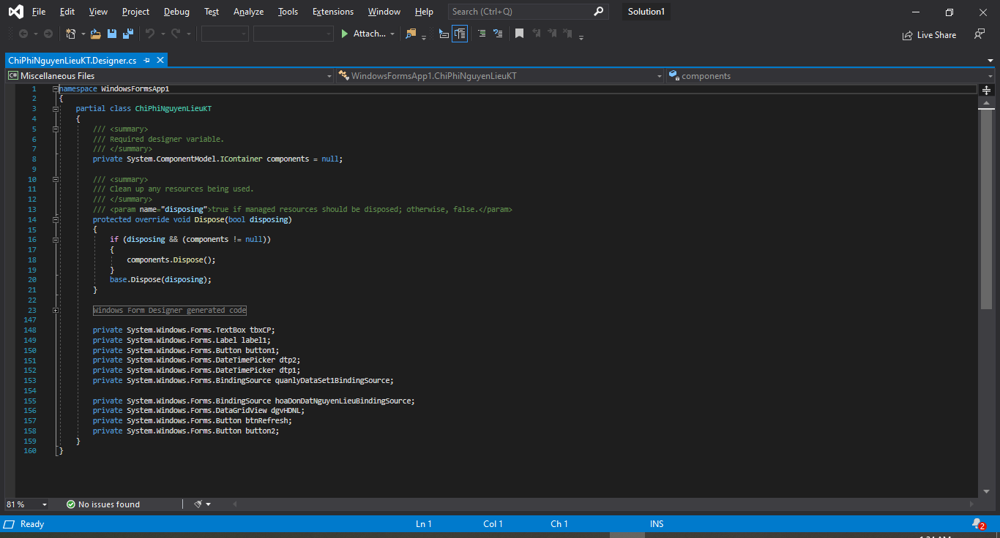 File Edit View Project Debug Test Analyze Tools Extensions Window Help Search (Ctrl+Q) Solution1
Attach... Live Share
ChiPhiNguyenLieuKT.Designer.cs
C# Miscellaneous Files WindowsFormsApp1.ChiPhiNguyenLieuKT components
1 namespace WindowsFormsApp1
2 {
3 partial class ChiPhiNguyenLieuKT
4 {
5 /// <summary>
6 /// Required designer variable.
7 /// </summary>
8 private System.ComponentModel.IContainer components = null;
9
10 /// <summary>
11 /// Clean up any resources being used.
12 /// </summary>
13 /// <param name="disposing">true if managed resources should be disposed; otherwise, false.</param>
14 protected override void Dispose(bool disposing)
15 {
16 if (disposing && (components != null))
17 {
18 components.Dispose();
19 }
20 base.Dispose(disposing);
21 }
22
23 Windows Form Designer generated code
147
148 private System.Windows.Forms.TextBox tbxCP;
149 private System.Windows.Forms.Label label1;
150 private System.Windows.Forms.Button button1;
151 private System.Windows.Forms.DateTimePicker dtp2;
152 private System.Windows.Forms.DateTimePicker dtp1;
153 private System.Windows.Forms.BindingSource quanlyDataSet1BindingSource;
154
155 private System.Windows.Forms.BindingSource hoaDonDatNguyenLieuBindingSource;
156 private System.Windows.Forms.DataGridView dgvHDNL;
157 private System.Windows.Forms.Button btnRefresh;
158 private System.Windows.Forms.Button button2;
159 }
160 }
81 % No issues found
Ready Ln 1 Col 1 Ch 1 INS 2